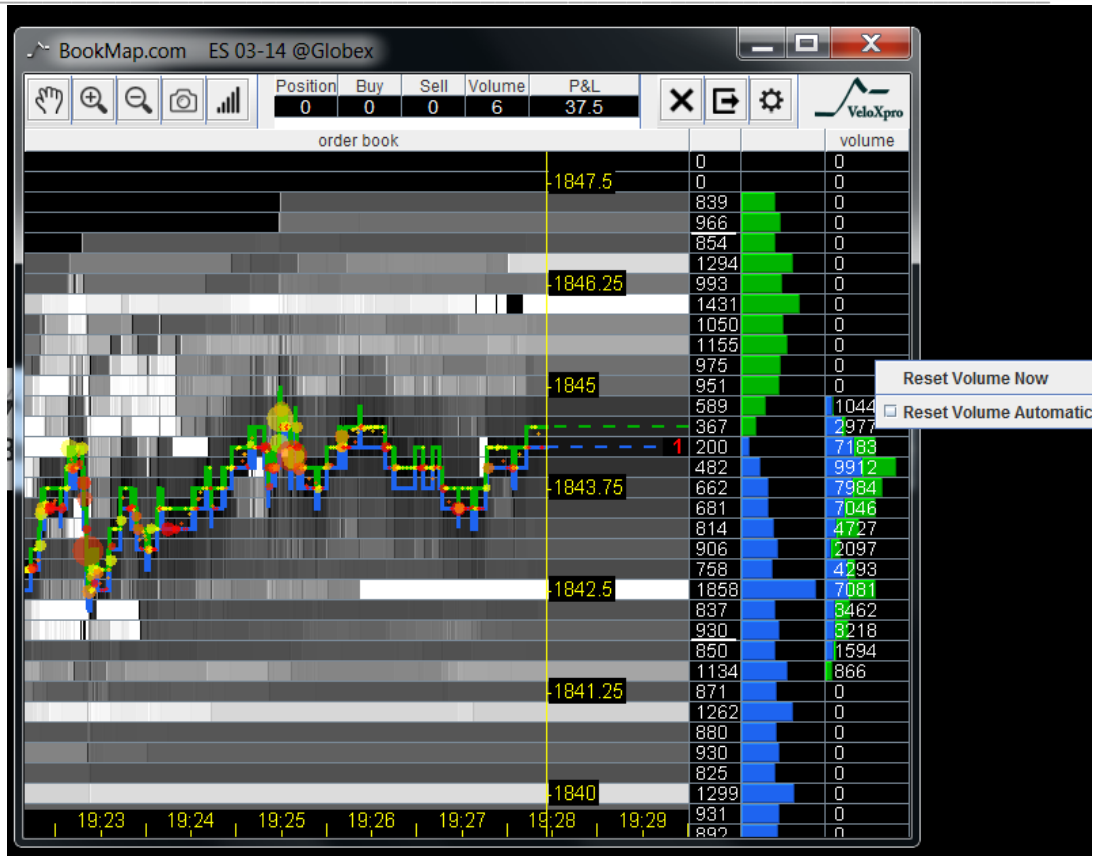 BookMap.com ES 03-14 @Globex
Position Buy Sell Volume P&L
0 0 0 6 37.5
VeloXpro
order book volume
0 0
1847.5 0 0
839 0
966 0
854 0
1294 0
1846.25 993 0
1431 0
1050 0
1155 0
975 0
1845 951 0
Reset Volume Now
589 1044
Reset Volume Automatic
367 2977
1 200 7183
482 9912
1843.75 662 7984
681 7046
814 4727
906 2097
758 4293
1842.5 1858 7081
837 3462
930 3218
850 1594
1134 866
1841.25 871 0
1262 0
880 0
930 0
825 0
1840 1299 0
931 0
892 0
19:23 19:24 19:25 19:26 19:27 19:28 19:29